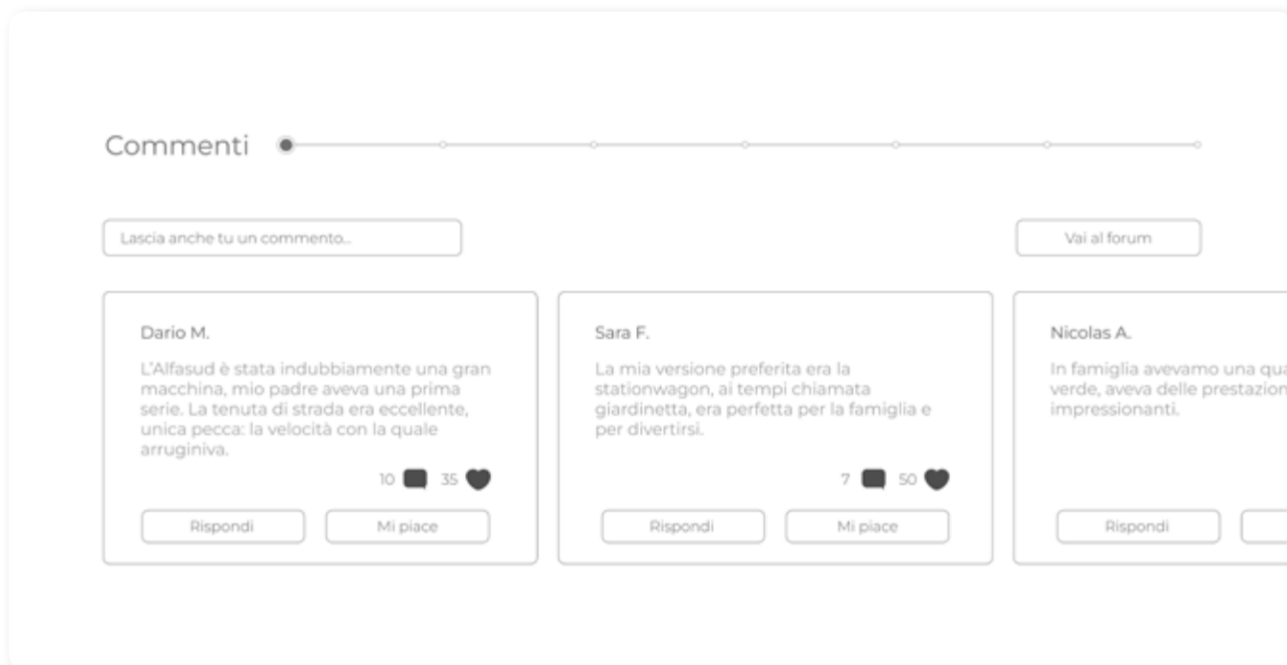 Commenti
Lascia anche tu un commento...
Vai al forum
Dario M.
L'Alfasud è stata indubbiamente una gran
macchina, mio padre aveva una prima
serie. La tenuta di strada era eccellente,
unica pecca: la velocità con la quale
arruginiva.
10 35
Rispondi Mi piace
Sara F.
La mia versione preferita era la
stationwagon, ai tempi chiamata
giardinetta, era perfetta per la famiglia e
per divertirsi.
7 50
Rispondi Mi piace
Nicolas A.
In famiglia avevamo una
verde, aveva delle
impressionanti.
Rispondi